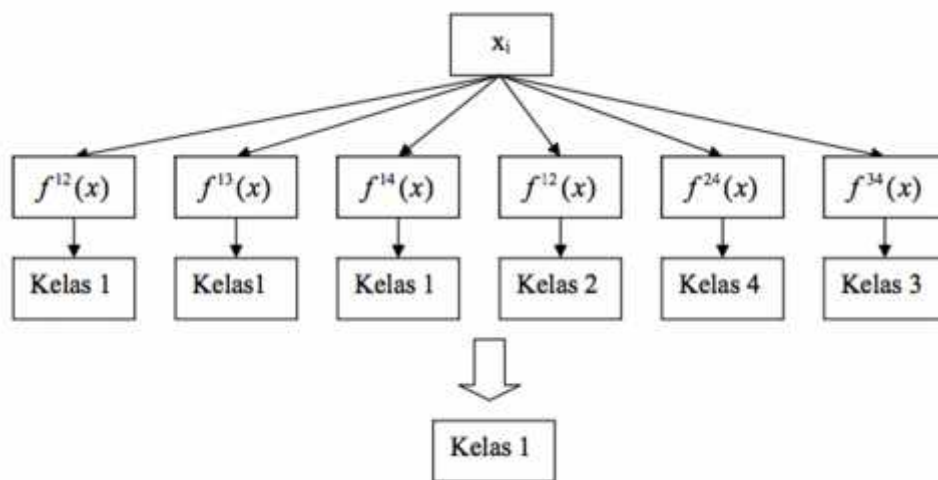 xᵢ
f¹²(x) f¹³(x) f¹⁴(x) f¹²(x) f²⁴(x) f³⁴(x)
Kelas 1 Kelas1 Kelas 1 Kelas 2 Kelas 4 Kelas 3
Kelas 1